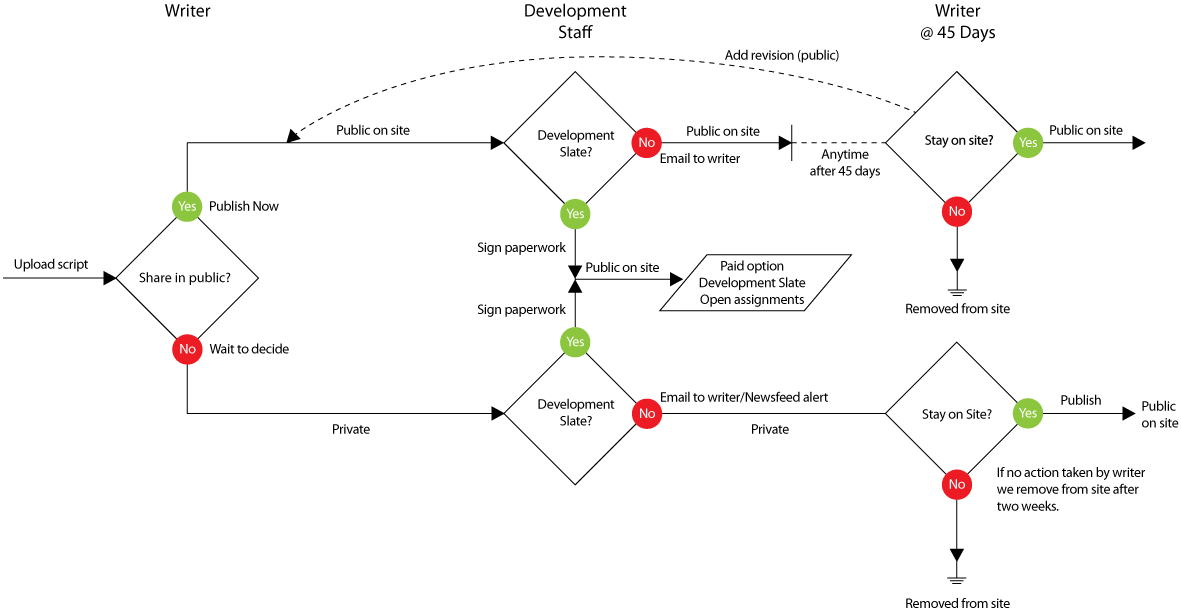 Writer
Development
Staff
Writer
@ 45 Days
Add revision (public)
Public on site
Development
Slate?
No
Public on site
Email to writer
Anytime
after 45 days
Stay on site?
Yes
Public on site
Yes
Publish Now
Yes
No
Sign paperwork
Upload script
Share in public?
Public on site
Paid option
Development Slate
Open assignments
Removed from site
Sign paperwork
No
Wait to decide
Yes
Private
Development
Slate?
No
Email to writer/Newsfeed alert
Private
Stay on Site?
Yes
Publish
Public
on site
No
If no action taken by writer
we remove from site after
two weeks.
Removed from site